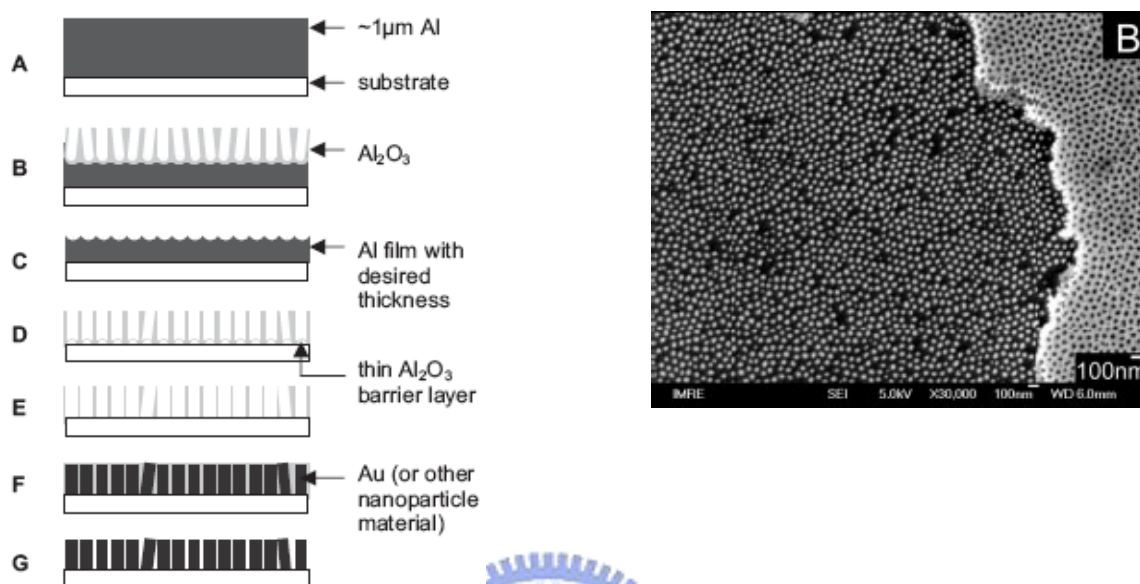 A
~1μm Al
substrate
B
Al₂O₃
C
Al film with
desired
thickness
D
thin Al₂O₃
barrier layer
E
F
Au (or other
nanoparticle
material)
G
B
100nm
IMRE SEI 5.0kV X30,000 100nm WD 6.0mm